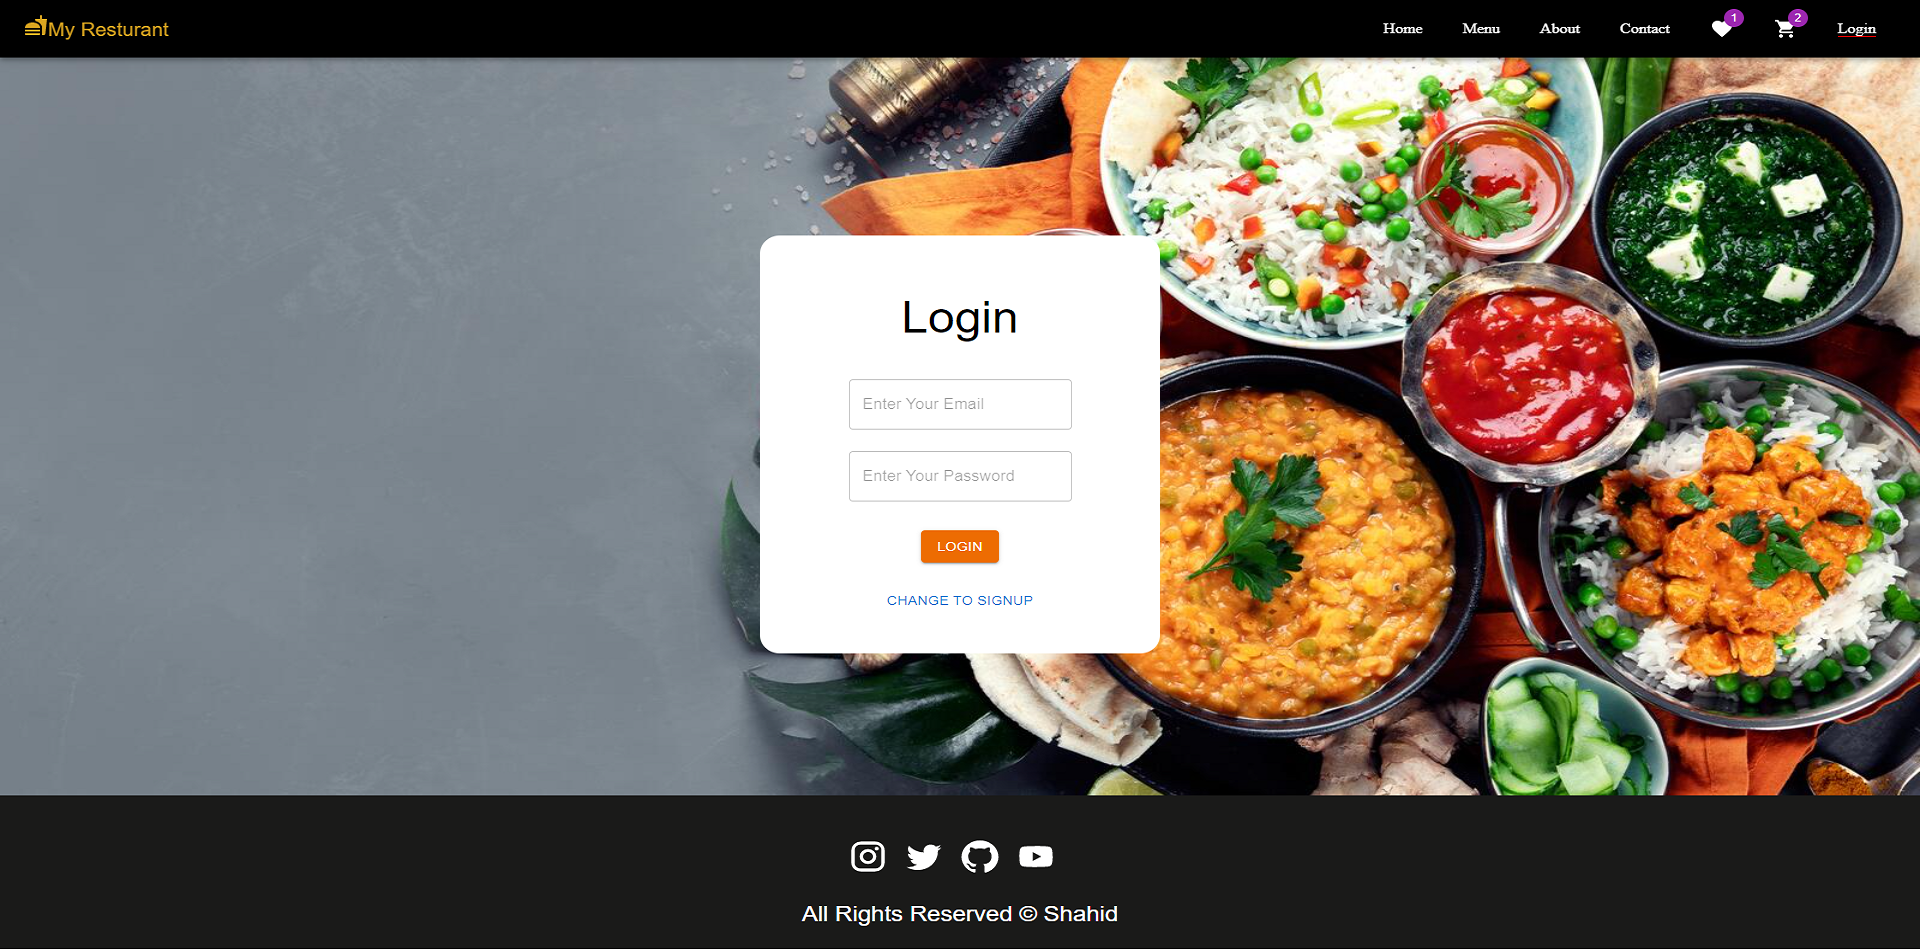 My Resturant
Home Menu About Contact 1 2 Login
Login
Enter Your Email
Enter Your Password
LOGIN
CHANGE TO SIGNUP
All Rights Reserved © Shahid